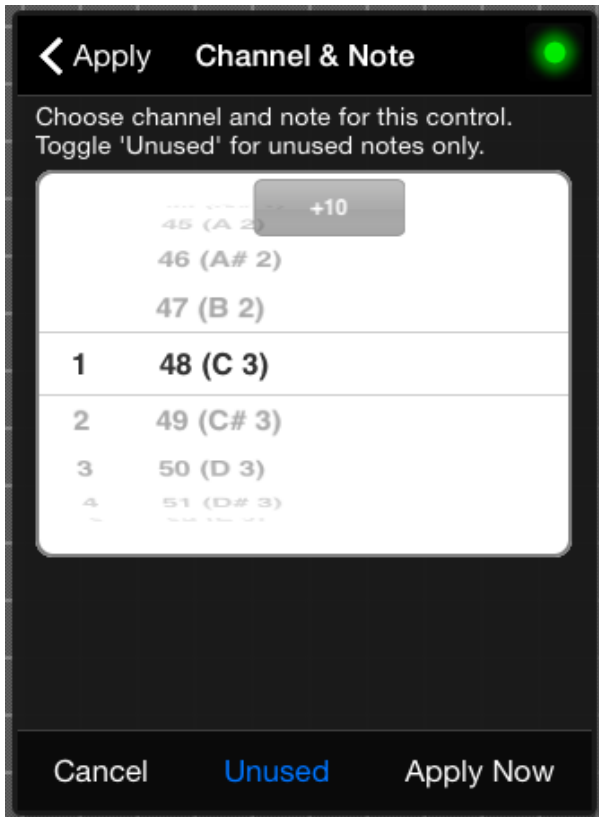 Apply Channel & Note
Choose channel and note for this control.
Toggle 'Unused' for unused notes only.
+10
45 (A 2)
46 (A# 2)
47 (B 2)
1 48 (C 3)
2 49 (C# 3)
3 50 (D 3)
4 51 (D# 3)
Cancel Unused Apply Now